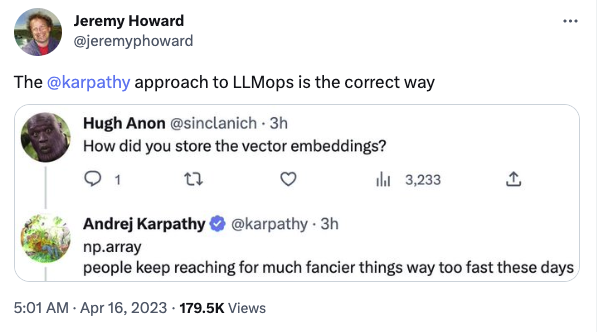 Jeremy Howard
@jeremyphoward
The @karpathy approach to LLMops is the correct way
Hugh Anon @sinclanich · 3h
How did you store the vector embeddings?
1
3,233
Andrej Karpathy @karpathy · 3h
np.array
people keep reaching for much fancier things way too fast these days
5:01 AM · Apr 16, 2023 · 179.5K Views